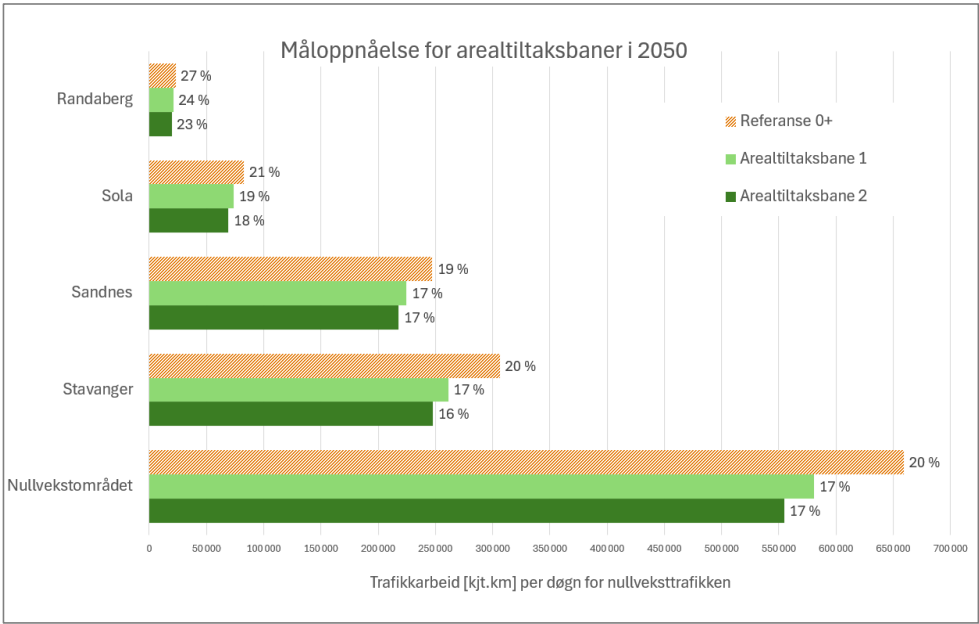 Måloppnåelse for arealtiltaksbaner i 2050
Randaberg
27 %
24 %
23 %
Sola
21 %
19 %
18 %
Sandnes
19 %
17 %
17 %
Stavanger
20 %
17 %
16 %
Nullvekstområdet
20 %
17 %
17 %
Referanse 0+
Arealtiltaksbane 1
Arealtiltaksbane 2
0 50 000 100 000 150 000 200 000 250 000 300 000 350 000 400 000 450 000 500 000 550 000 600 000 650 000 700 000
Trafikkarbeid [kjt.km] per døgn for nullveksttrafikken